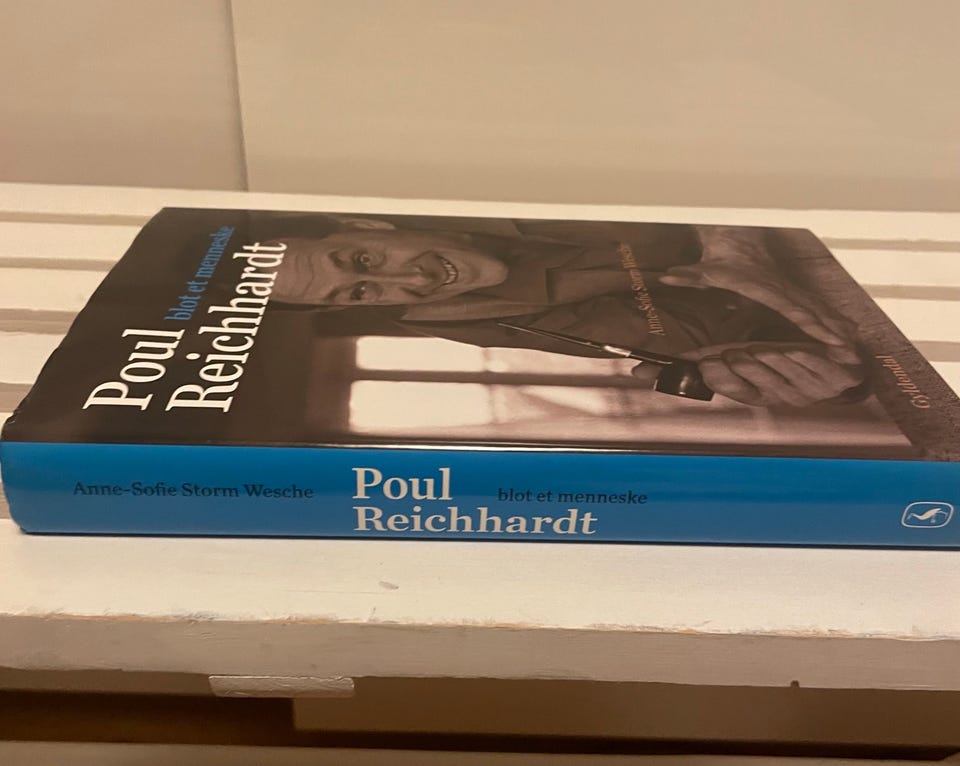 Poul
blot et menneske
Reichhardt
Anne-Sofie Storm Wesche
Gyldendal
Anne-Sofie Storm Wesche
Poul
Reichhardt
blot et menneske